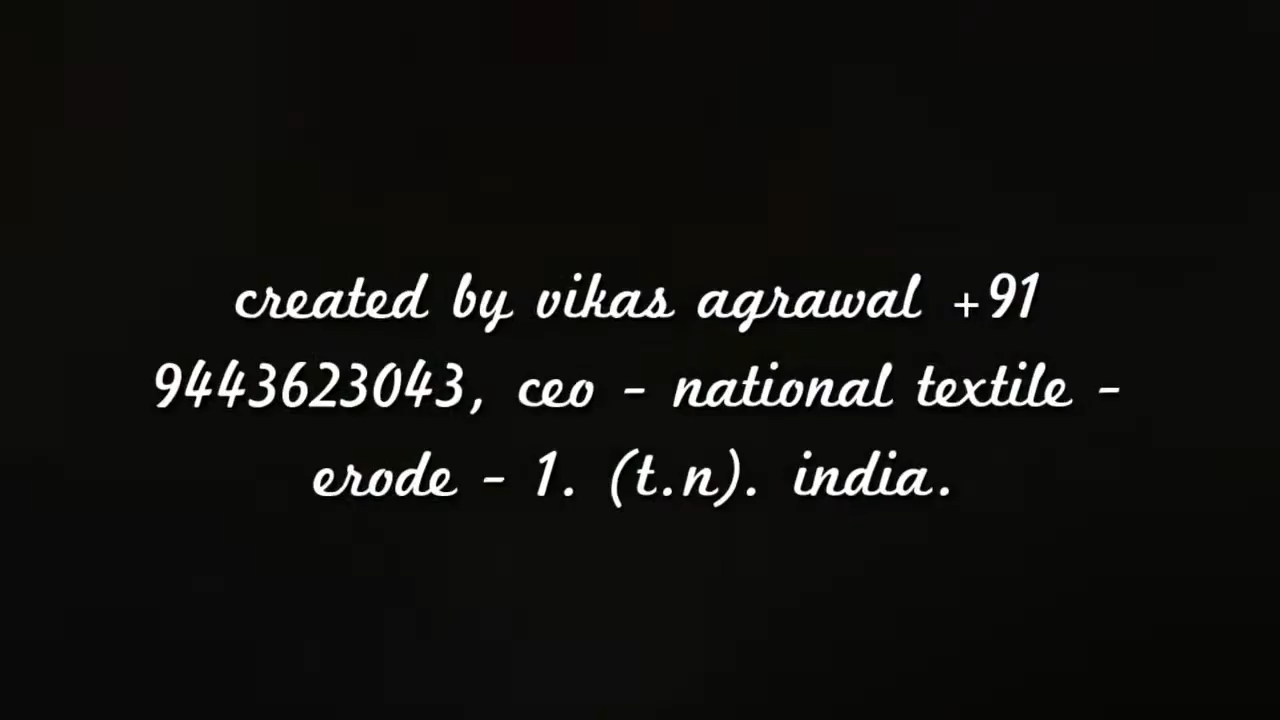 created by vikas agrawal +91
9443623043, ceo - national textile -
erode - 1. (t.n). india.